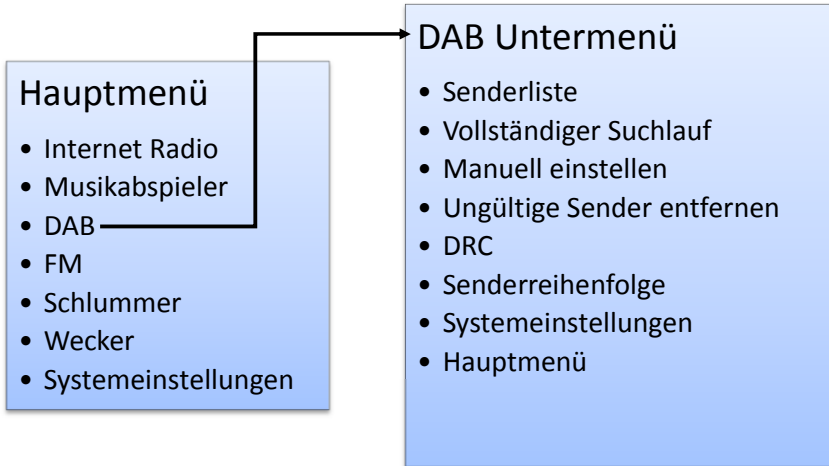 Hauptmenü
• Internet Radio
• Musikabspieler
• DAB
• FM
• Schlummer
• Wecker
• Systemeinstellungen
DAB Untermenü
• Senderliste
• Vollständiger Suchlauf
• Manuell einstellen
• Ungültige Sender entfernen
• DRC
• Senderreihenfolge
• Systemeinstellungen
• Hauptmenü